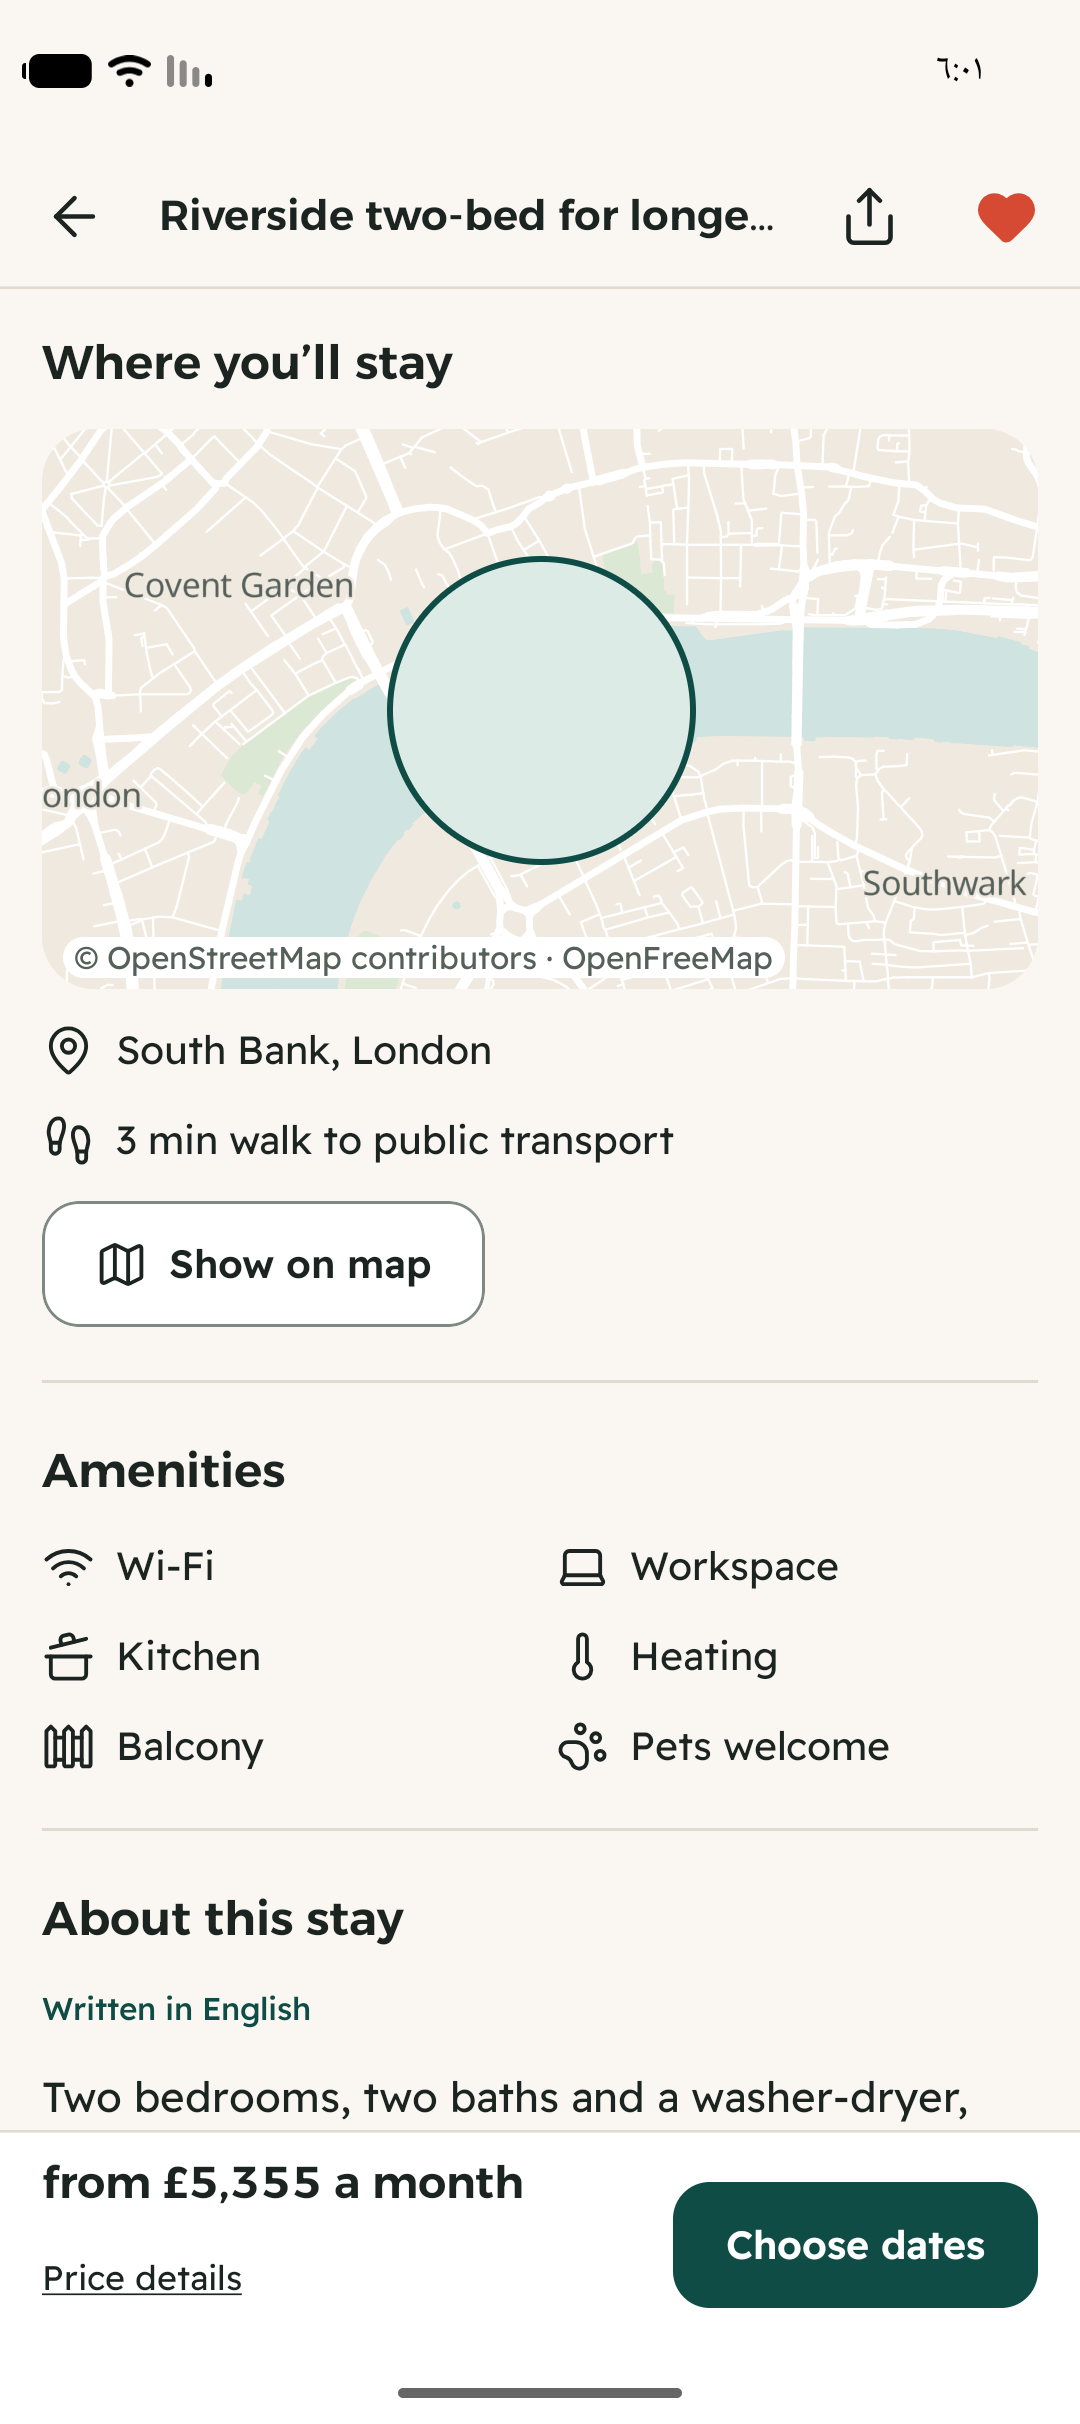 ٦:٠١
Riverside two-bed for longe...
Where you’ll stay
Covent Garden
ondon
Southwark
© OpenStreetMap contributors · OpenFreeMap
South Bank, London
3 min walk to public transport
Show on map
Amenities
Wi-Fi
Workspace
Kitchen
Heating
Balcony
Pets welcome
About this stay
Written in English
Two bedrooms, two baths and a washer-dryer,
from £5,355 a month
Price details
Choose dates